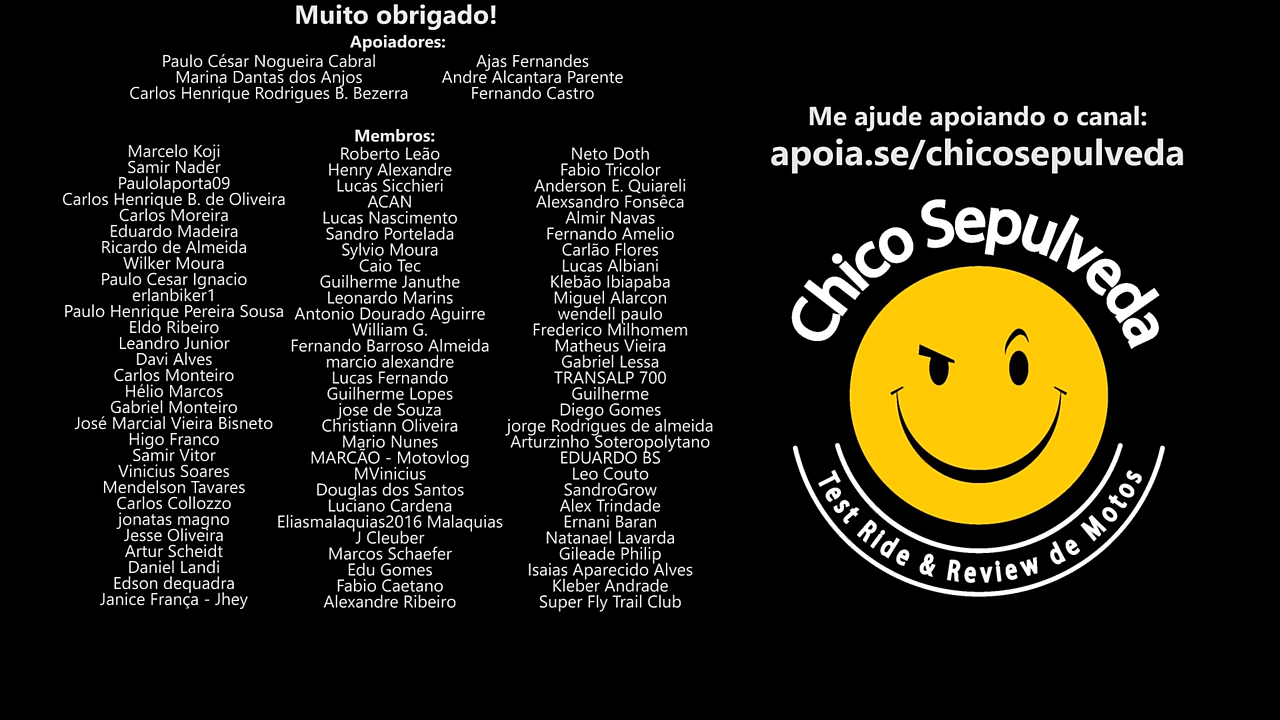 Muito obrigado!
Apoiadores:
Paulo César Nogueira Cabral
Marina Dantas dos Anjos
Carlos Henrique Rodrigues B. Bezerra
Ajas Fernandes
Andre Alcantara Parente
Fernando Castro
Membros:
Marcelo Koji
Samir Nader
Paulolaporta09
Carlos Henrique B. de Oliveira
Carlos Moreira
Eduardo Madeira
Ricardo de Almeida
Wilker Moura
Paulo Cesar Ignacio
erlanbiker1
Paulo Henrique Pereira Sousa
Eldo Ribeiro
Leandro Junior
Davi Alves
Carlos Monteiro
Hélio Marcos
Gabriel Monteiro
José Marcial Vieira Bisneto
Higo Franco
Samir Vitor
Vinicius Soares
Mendelson Tavares
Carlos Collozzo
jonatas magno
Jesse Oliveira
Artur Scheidt
Daniel Landi
Edson dequadra
Janice França - Jhey
Roberto Leão
Henry Alexandre
Lucas Sicchieri
ACAN
Lucas Nascimento
Sandro Portelada
Sylvio Moura
Caio Tec
Guilherme Januthe
Leonardo Marins
Antonio Dourado Aguirre
William G.
Fernando Barroso Almeida
marcio alexandre
Lucas Fernando
Guilherme Lopes
jose de Souza
Christiann Oliveira
Mario Nunes
MARCÃO - Motovlog
MVinicius
Douglas dos Santos
Luciano Cardena
Eliasmalaquias2016 Malaquias
J Cleuber
Marcos Schaefer
Edu Gomes
Fabio Caetano
Alexandre Ribeiro
Neto Doth
Fabio Tricolor
Anderson E. Quiareli
Alexsandro Fonsêca
Almir Navas
Fernando Amelio
Carlão Flores
Lucas Albiani
Klebão Ibiapaba
Miguel Alarcon
wendell paulo
Frederico Milhomem
Matheus Vieira
Gabriel Lessa
TRANSALP 700
Guilherme
Diego Gomes
jorge Rodrigues de almeida
Arturzinho Soteropolytano
EDUARDO BS
Leo Couto
SandroGrow
Alex Trindade
Ernani Baran
Natanael Lavarda
Gileade Philip
Isaias Aparecido Alves
Kleber Andrade
Super Fly Trail Club
Me ajude apoiando o canal:
apoia.se/chicosepulveda
Chico Sepulveda
Test Ride & Review de Motos